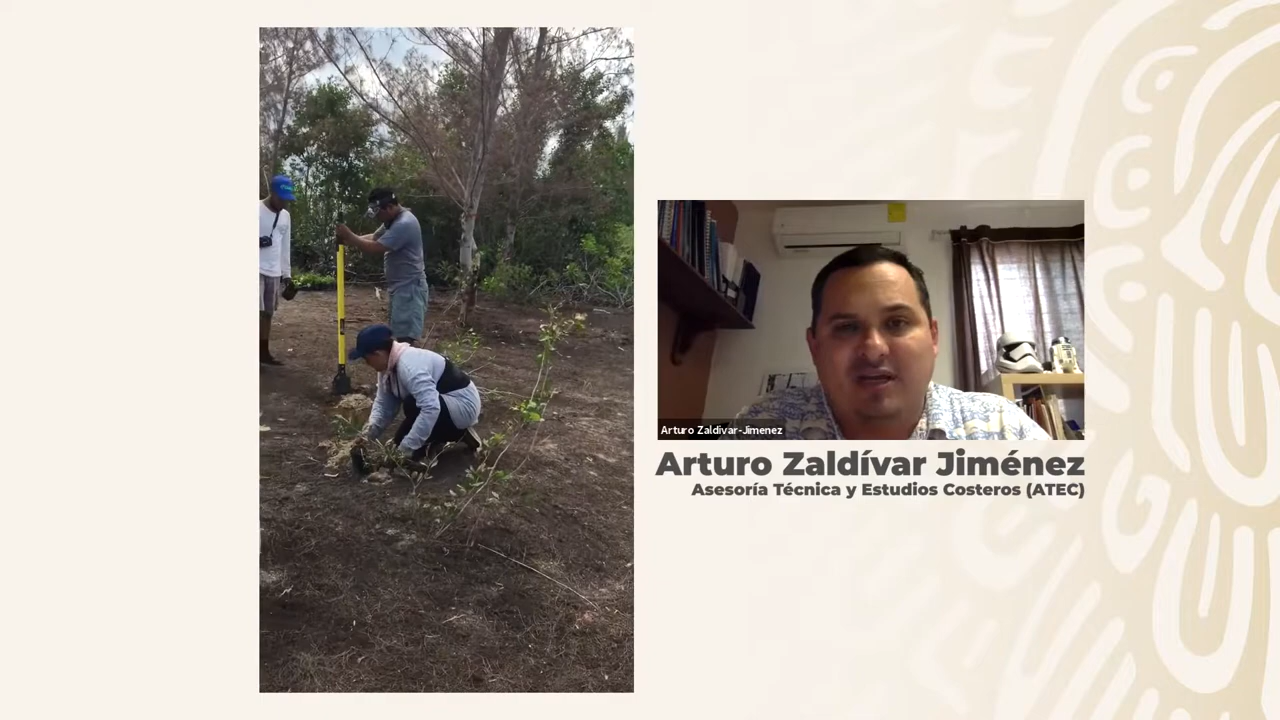 Arturo Zaldivar-Jimenez
Arturo Zaldívar Jiménez
Asesoría Técnica y Estudios Costeros (ATEC)